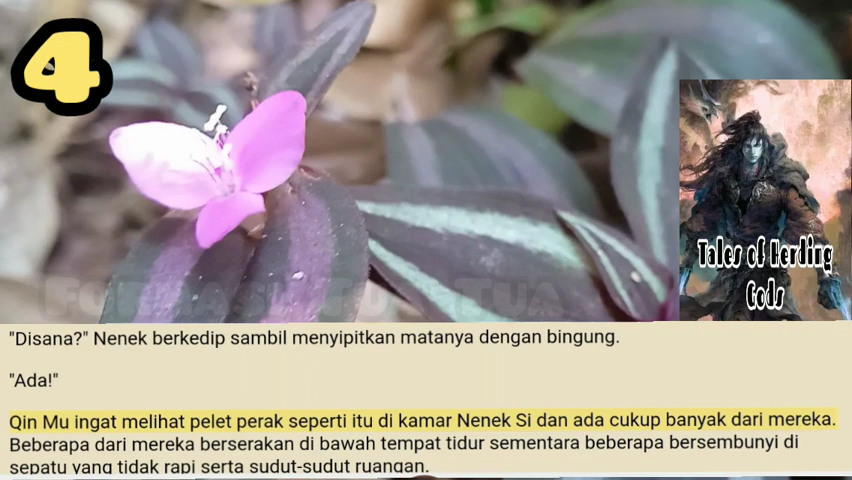 4
Tales of Herding
Gods
"Disana?" Nenek berkedip sambil menyipitkan matanya dengan bingung.
"Ada!"
Qin Mu ingat melihat pelet perak seperti itu di kamar Nenek Si dan ada cukup banyak dari mereka.
Beberapa dari mereka berserakan di bawah tempat tidur sementara beberapa bersembunyi di
sepatu yang tidak rapi serta sudut-sudut ruangan.